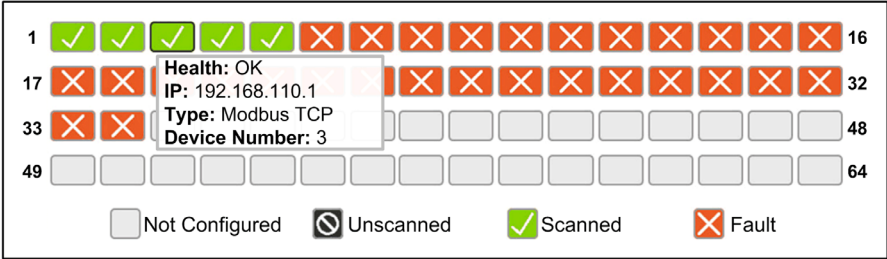 1 16
Health: OK
17 32
IP: 192.168.110.1
Type: Modbus TCP
33 48
Device Number: 3
49 64
Not Configured Unscanned Scanned Fault